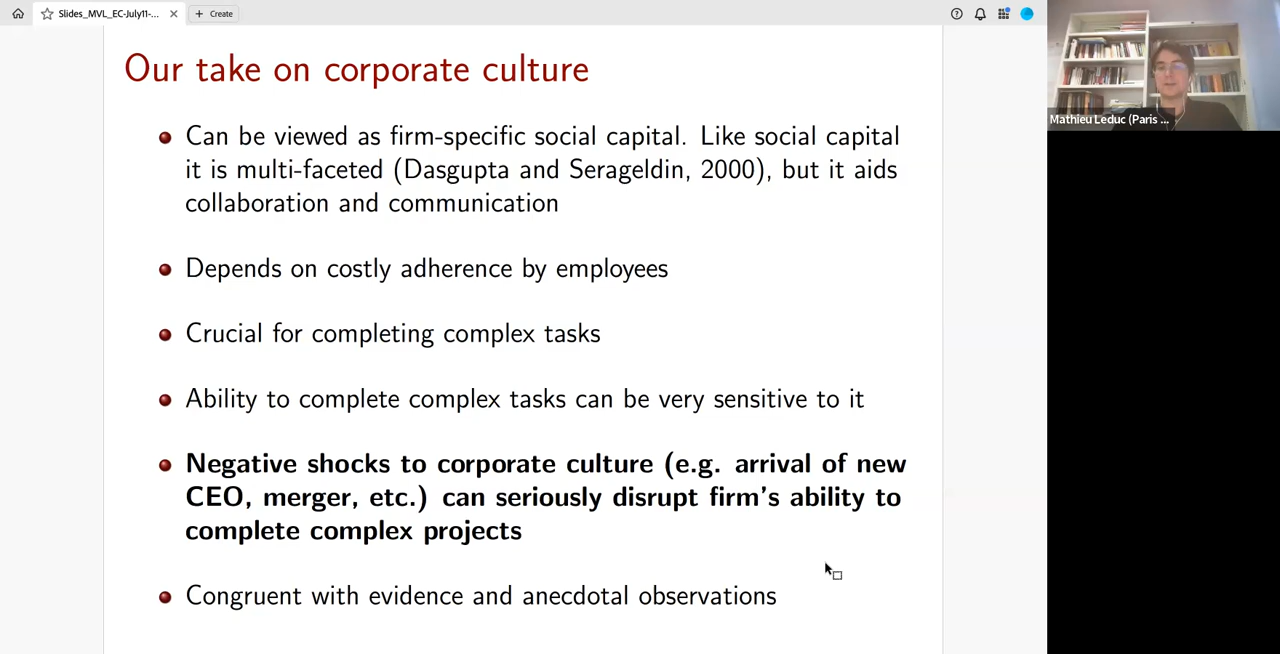 Slides_MVL_EC-July11-...
Create
Our take on corporate culture
Can be viewed as firm-specific social capital. Like social capital
it is multi-faceted (Dasgupta and Serageldin, 2000), but it aids
collaboration and communication
Depends on costly adherence by employees
Crucial for completing complex tasks
Ability to complete complex tasks can be very sensitive to it
Negative shocks to corporate culture (e.g. arrival of new
CEO, merger, etc.) can seriously disrupt firm's ability to
complete complex projects
Congruent with evidence and anecdotal observations
Mathieu Leduc (Paris ...